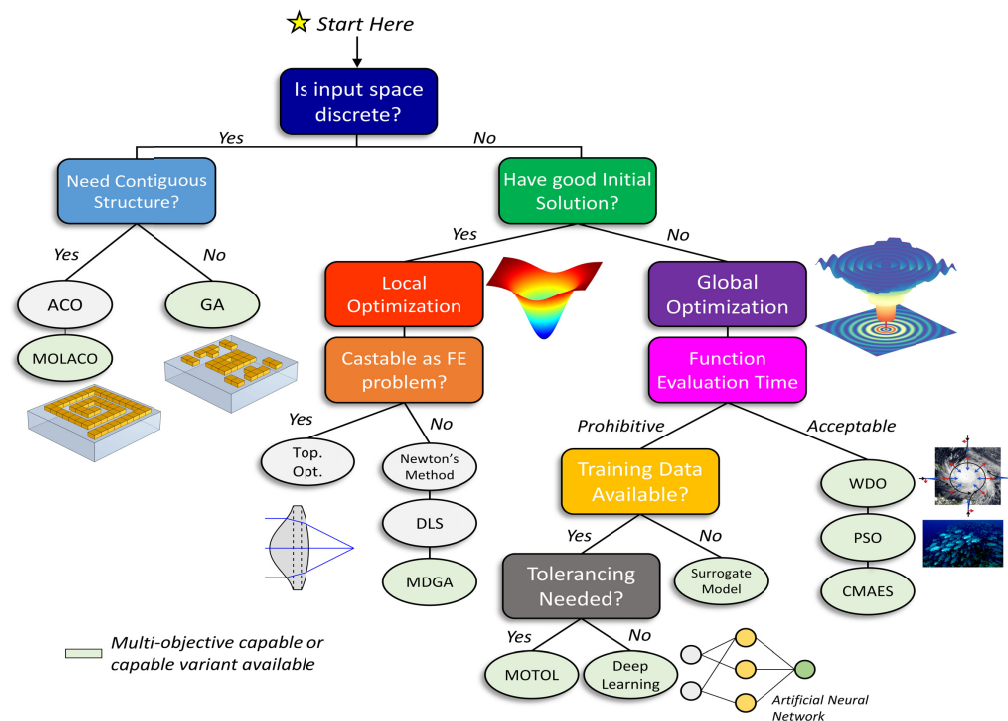 Start Here
Is input space
discrete?
Yes
No
Need Contiguous
Structure?
Have good Initial
Solution?
Yes
No
Yes
No
ACO
GA
MOLACO
Local
Optimization
Global
Optimization
Castable as FE
problem?
Function
Evaluation Time
Yes
No
Prohibitive
Acceptable
Top.
Opt.
Newton's
Method
DLS
MDGA
Training Data
Available?
WDO
PSO
CMAES
Yes
No
Tolerancing
Needed?
Surrogate
Model
Yes
No
MOTOL
Deep
Learning
Artificial Neural
Network
Multi-objective capable or
capable variant available